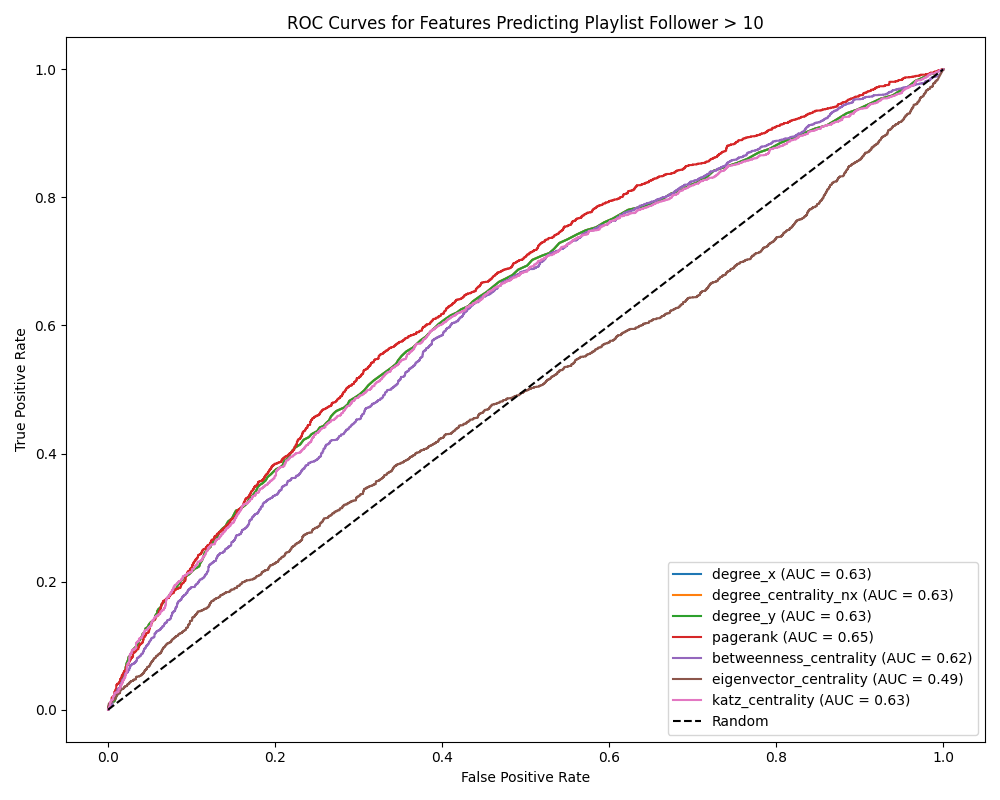 ROC Curves for Features Predicting Playlist Follower > 10
True Positive Rate
1.0
0.8
0.6
0.4
0.2
0.0
degree_x (AUC = 0.63)
degree_centrality_nx (AUC = 0.63)
degree_y (AUC = 0.63)
pagerank (AUC = 0.65)
betweenness_centrality (AUC = 0.62)
eigenvector_centrality (AUC = 0.49)
katz_centrality (AUC = 0.63)
Random
0.0 0.2 0.4 0.6 0.8 1.0
False Positive Rate